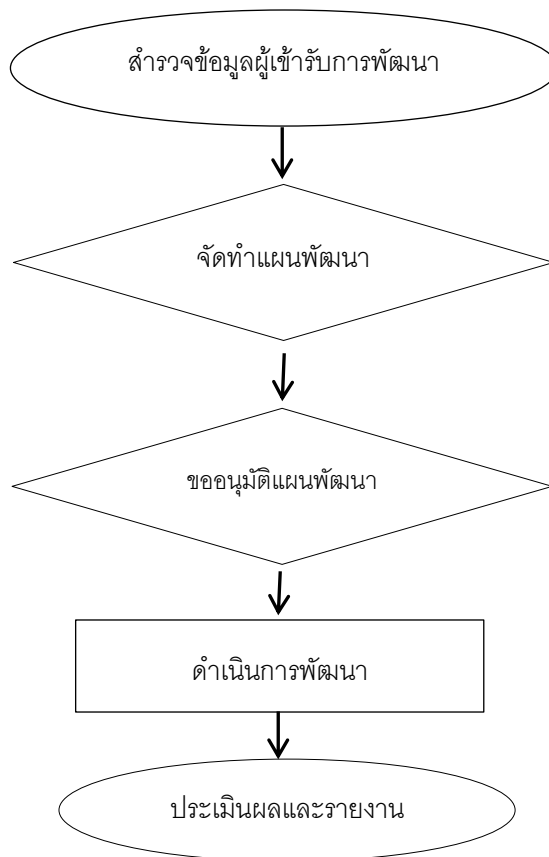 สำรวจข้อมูลผู้เข้ารับการพัฒนา
จัดทำแผนพัฒนา
ขออนุมัติแผนพัฒนา
ดำเนินการพัฒนา
ประเมินผลและรายงาน